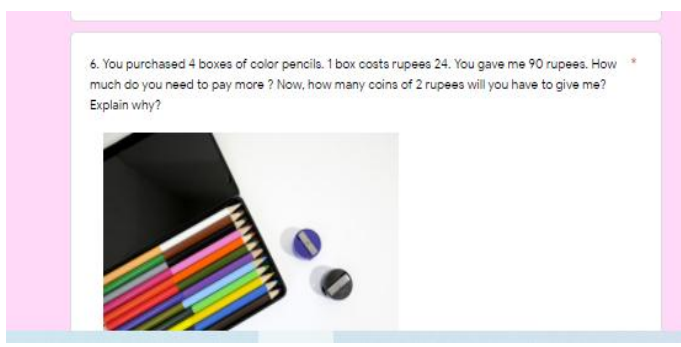 6. You purchased 4 boxes of color pencils. 1 box costs rupees 24. You gave me 90 rupees. How *
much do you need to pay more ? Now, how many coins of 2 rupees will you have to give me?
Explain why?